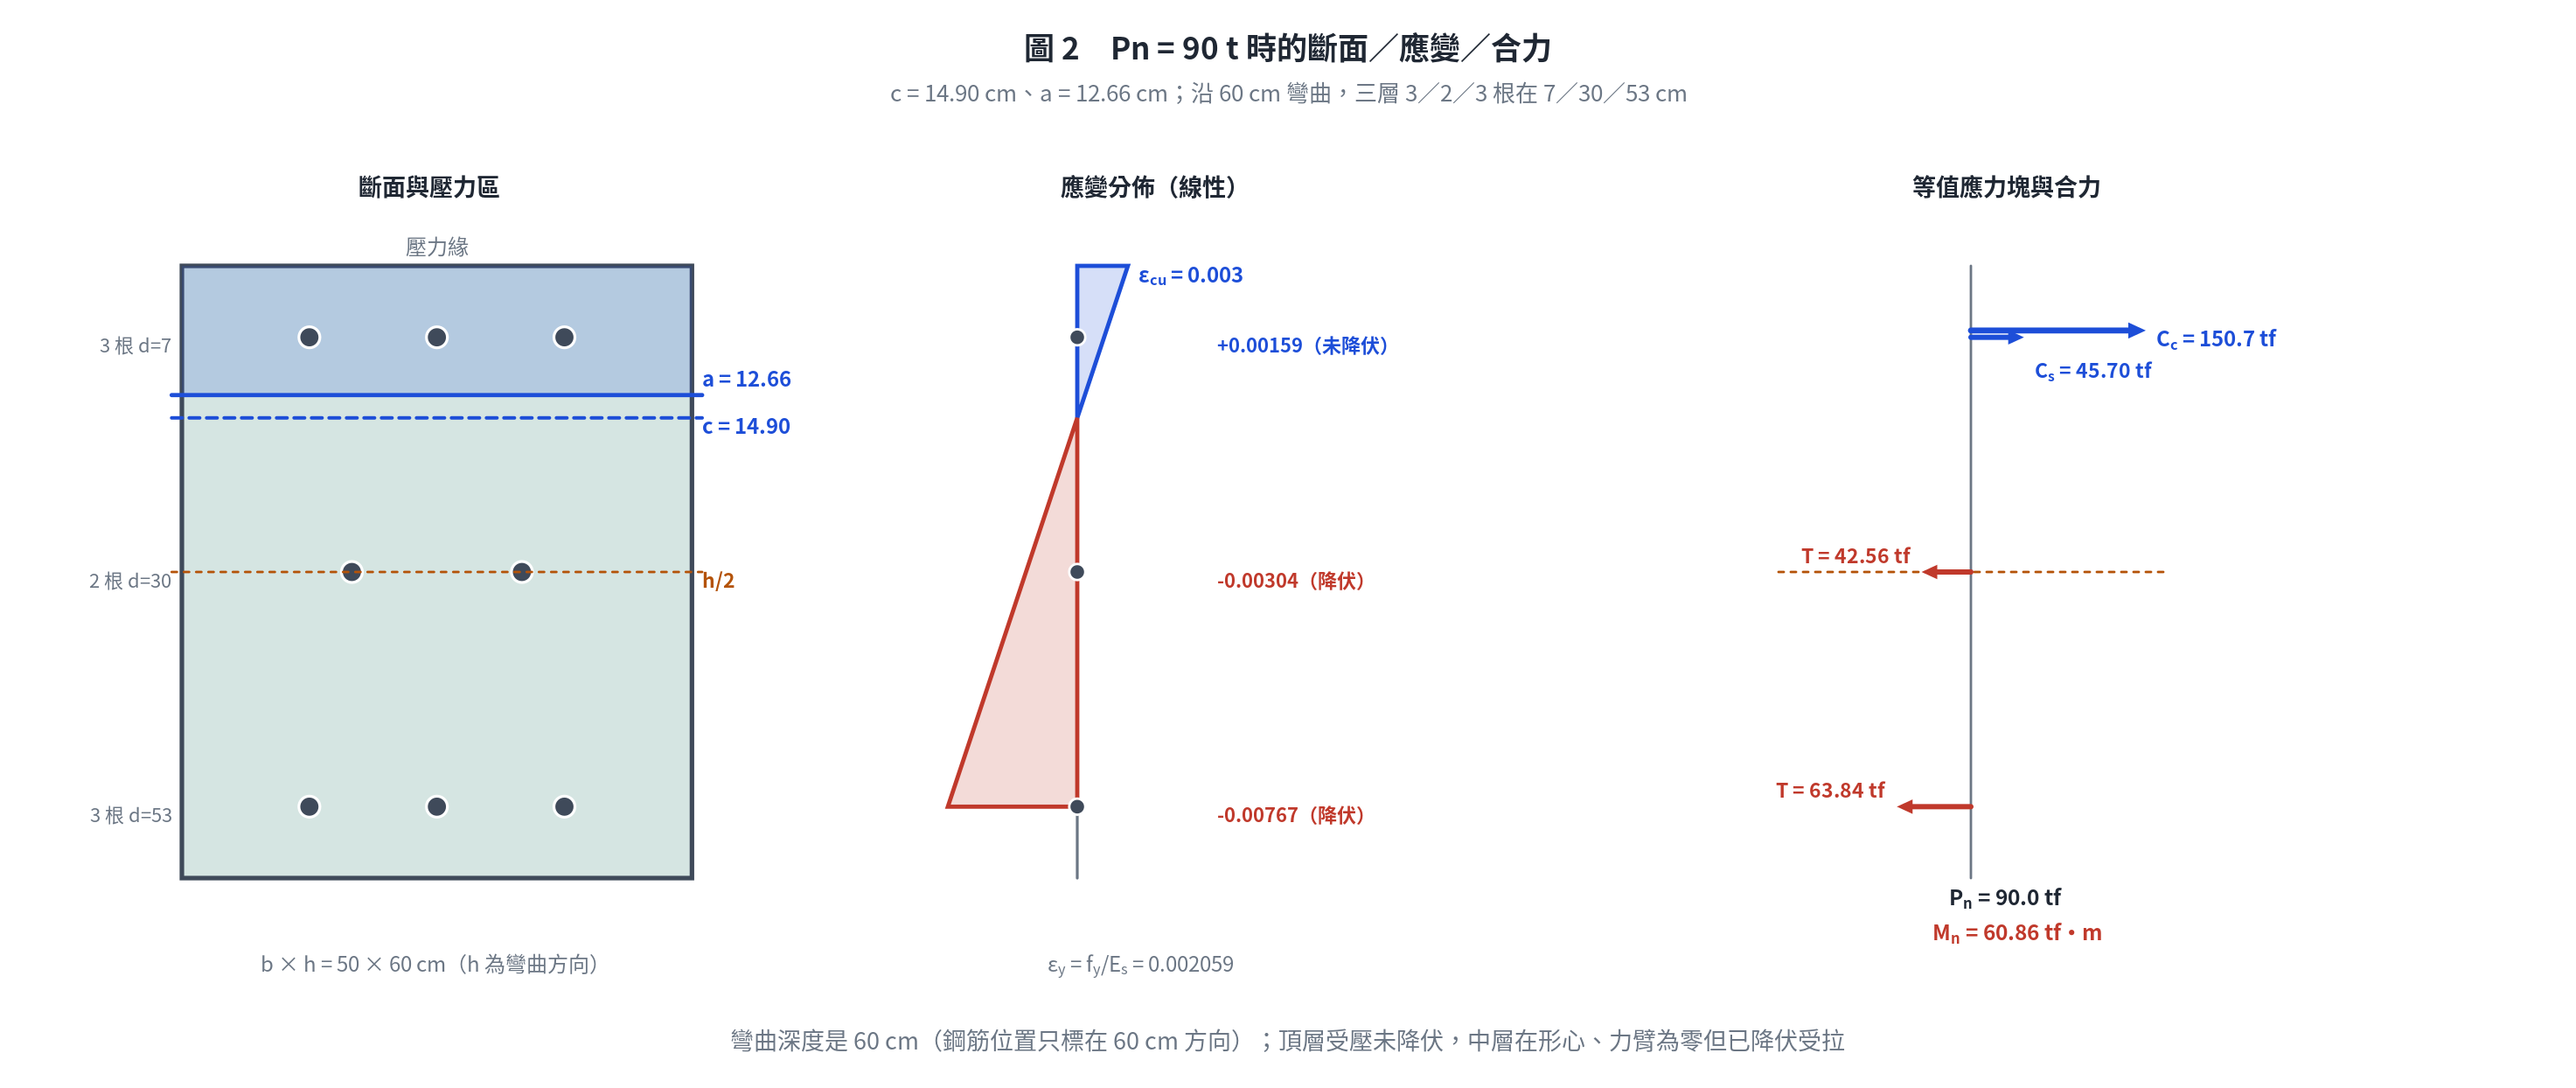 圖 2　Pn = 90 t 時的斷面／應變／合力
c = 14.90 cm、a = 12.66 cm；沿 60 cm 彎曲，三層 3／2／3 根在 7／30／53 cm
斷面與壓力區
壓力緣
3 根 d=7
a = 12.66
c = 14.90
2 根 d=30
h/2
3 根 d=53
b × h = 50 × 60 cm（h 為彎曲方向）
應變分佈（線性）
εcu = 0.003
+0.00159（未降伏）
-0.00304（降伏）
-0.00767（降伏）
εy = fy/Es = 0.002059
等值應力塊與合力
Cc = 150.7 tf
Cs = 45.70 tf
T = 42.56 tf
T = 63.84 tf
Pn = 90.0 tf
Mn = 60.86 tf·m
彎曲深度是 60 cm（鋼筋位置只標在 60 cm 方向）；頂層受壓未降伏，中層在形心、力臂為零但已降伏受拉